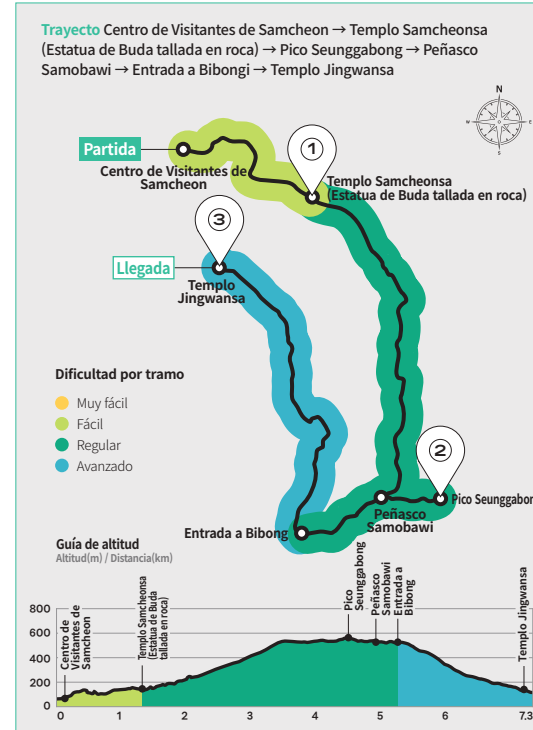 Trayecto Centro de Visitantes de Samcheon → Templo Samcheonsa
(Estatua de Buda tallada en roca) → Pico Seunggabong → Peñasco
Samobawi → Entrada a Bibongi → Templo Jingwansa
N
W
E
S
Partida
Centro de Visitantes de
Samcheon
1
Templo Samcheonsa
(Estatua de Buda tallada en roca)
3
Llegada
Templo
Jingwansa
Dificultad por tramo
Muy fácil
Fácil
Regular
Avanzado
2
Pico Seunggabong
Peñasco
Samobawi
Entrada a Bibong
Guía de altitud
Altitud(m) / Distancia(km)
800
600
400
200
0
Centro de
Visitantes de
Samcheon
Templo Samcheonsa
(Estatua de Buda
tallada en roca)
Pico
Seunggabong
Peñasco
Samobawi
Entrada a
Bibong
Templo Jingwansa
0 1 2 3 4 5 6 7.3